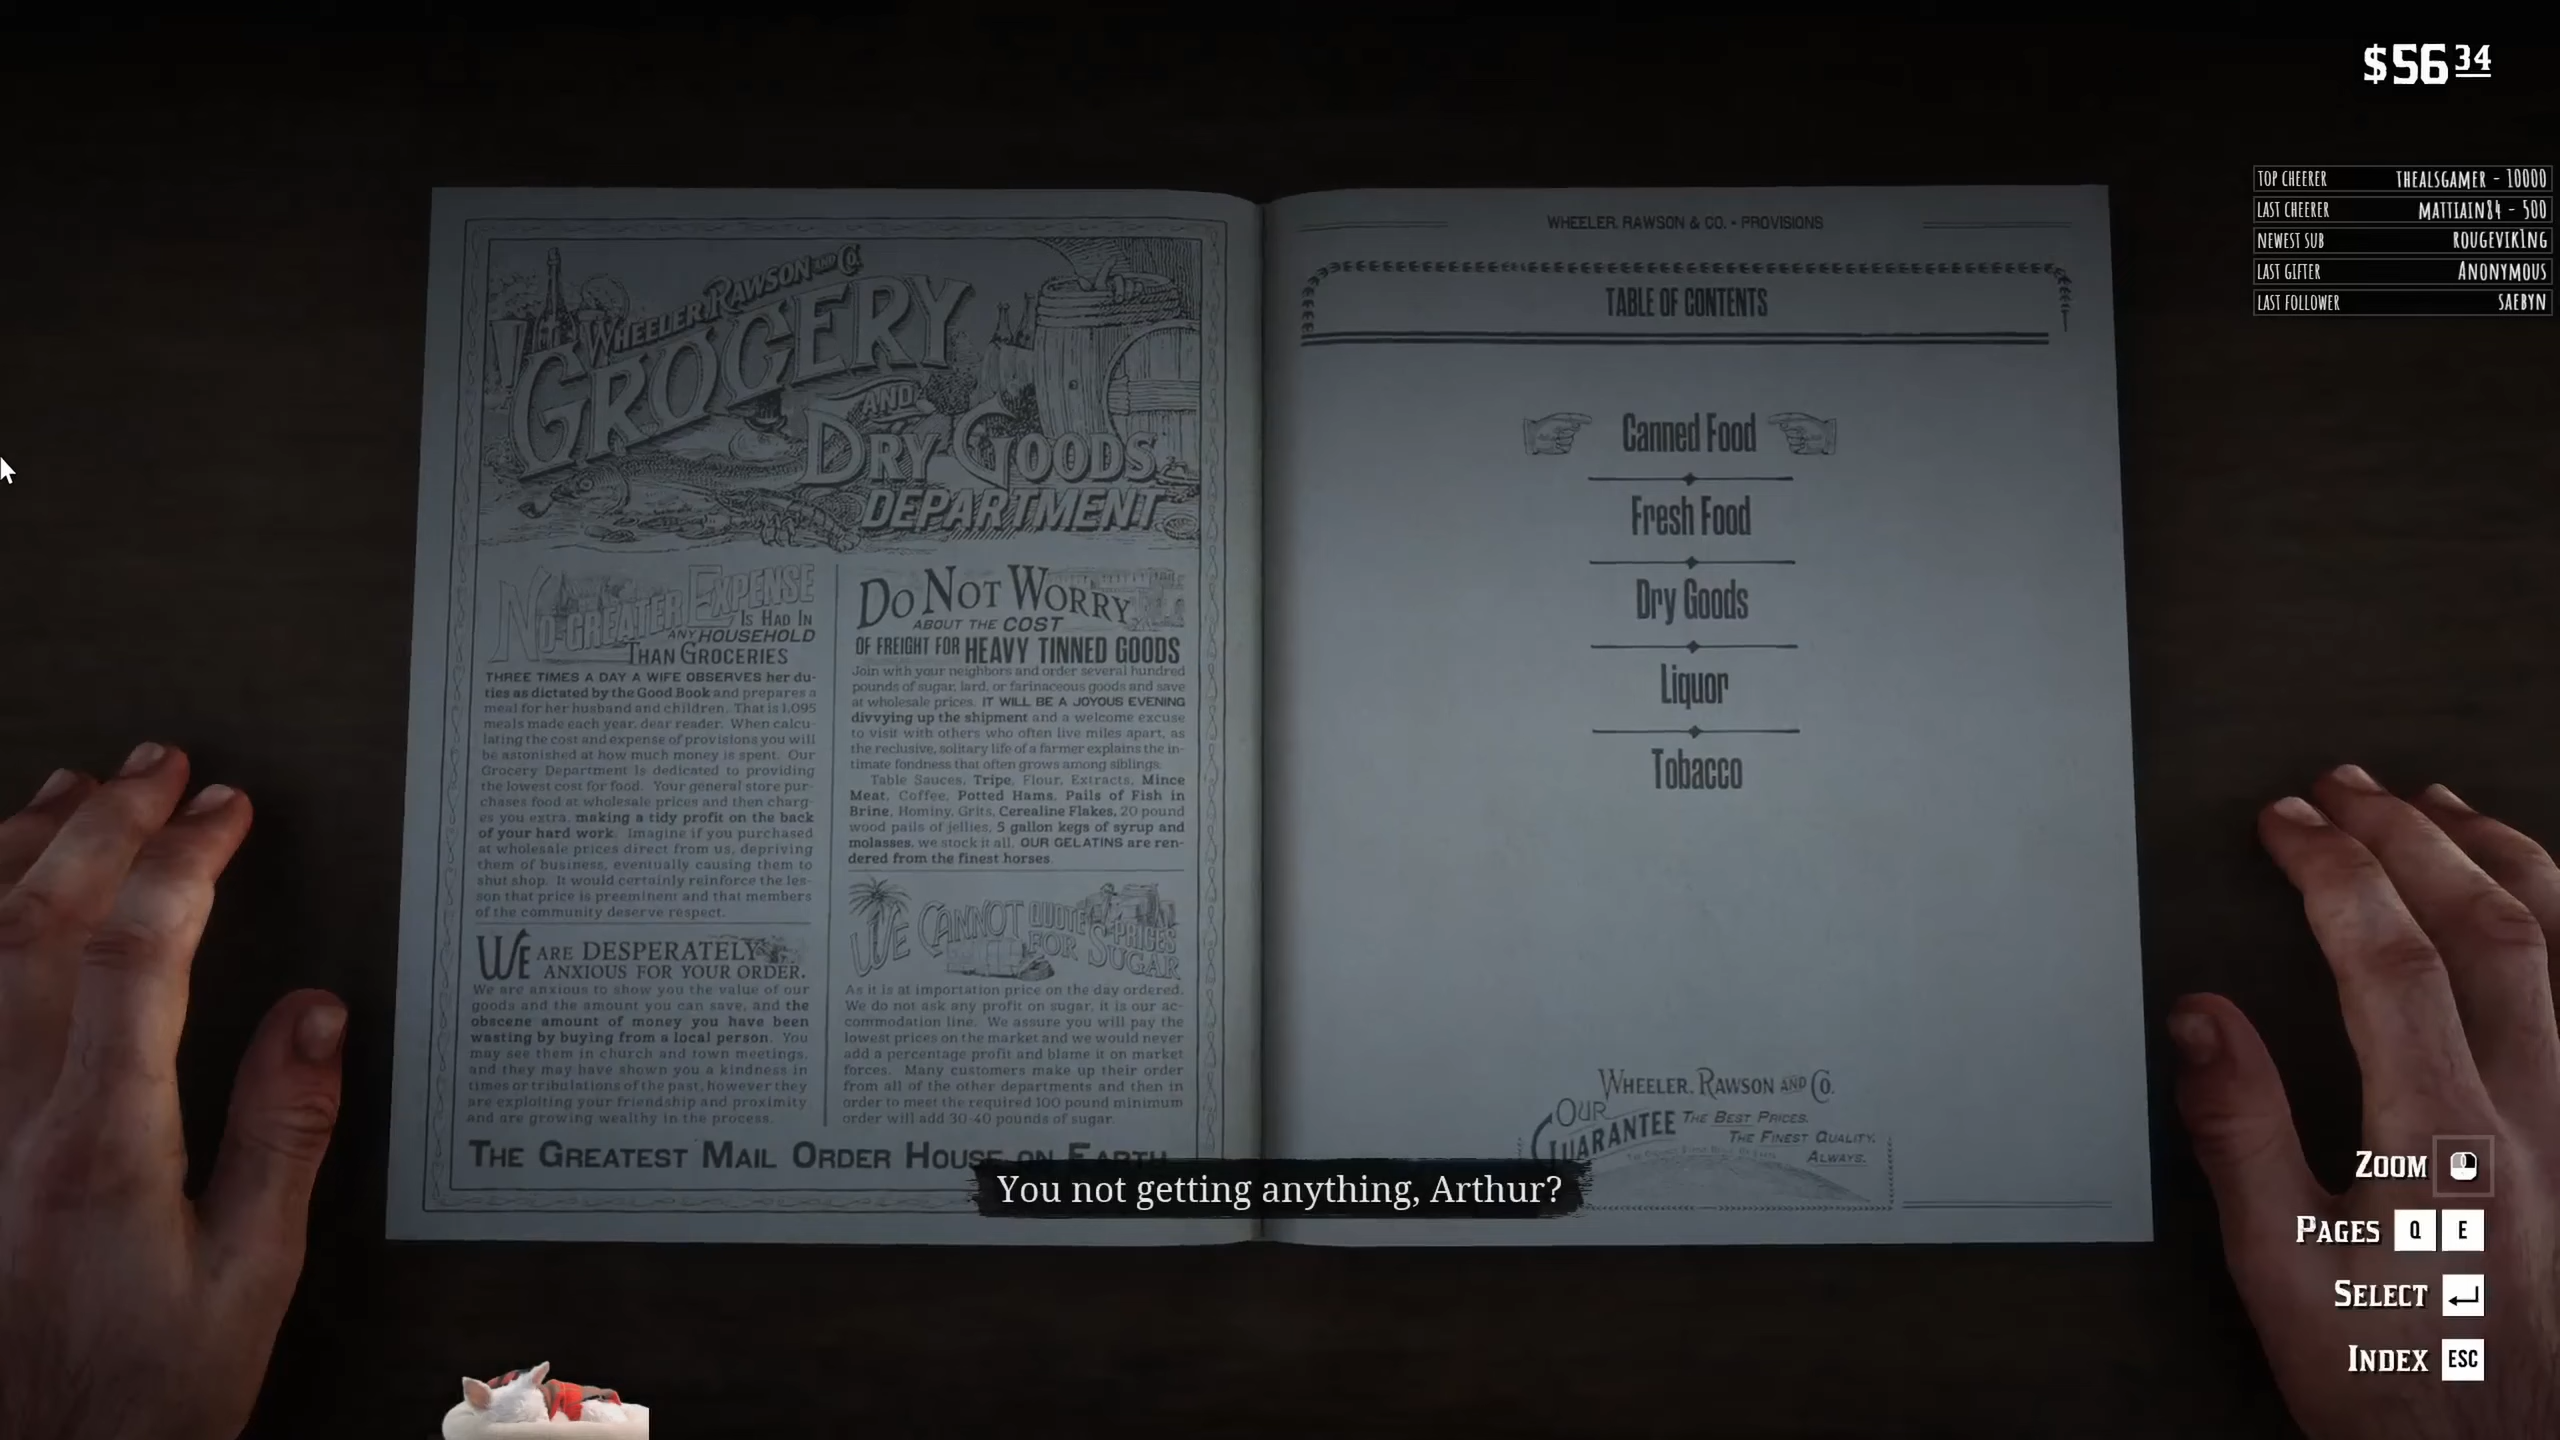 $56 34
TOP CHEERER THEALSGAMER - 10000
LAST CHEERER MATTIAIN84 - 500
NEWEST SUB ROUGEVIK1NG
LAST GIFTER ANONYMOUS
LAST FOLLOWER SAEBYN
WHEELER, RAWSON AND CO.
GROCERY
AND
DRY GOODS
DEPARTMENT
NO GREATER EXPENSE
IS HAD IN
ANY HOUSEHOLD
THAN GROCERIES
THREE TIMES A DAY A WIFE OBSERVES her du-
ties as dictated by the Good Book and prepares a
meal for her husband and children. That is 1,095
meals made each year, dear reader. When calcu-
lating the cost and expense of provisions you will
be astonished at how much money is spent. Our
Grocery Department is dedicated to providing
the lowest cost for food. Your general store pur-
chases food at wholesale prices and then charg-
es you extra, making a tidy profit on the back
of your hard work. Imagine if you purchased
at wholesale prices direct from us, depriving
them of business, eventually causing them to
shut shop. It would certainly reinforce the les-
son that price is preeminent and that members
of the community deserve respect.
WE ARE DESPERATELY
ANXIOUS FOR YOUR ORDER.
We are anxious to show you the value of our
goods and the amount you can save, and the
obscene amount of money you have been
wasting by buying from a local person. You
may see them in church and town meetings,
and they may have shown you a kindness in
times or tribulations of the past, however they
are exploiting your friendship and proximity
and are growing wealthy in the process.
DO NOT WORRY
ABOUT THE COST
OF FREIGHT FOR HEAVY TINNED GOODS
Join with your neighbors and order several hundred
pounds of sugar, lard, or farinaceous goods and save
at wholesale prices. IT WILL BE A JOYOUS EVENING
divvying up the shipment and a welcome excuse
to visit with others who often live miles apart, as
the reclusive, solitary life of a farmer explains the in-
timate fondness that often grows among siblings.
Table Sauces, Tripe, Flour, Extracts, Mince
Meat, Coffee, Potted Hams, Pails of Fish in
Brine, Hominy, Grits, Cerealine Flakes, 20 pound
wood pails of jellies, 5 gallon kegs of syrup and
molasses, we stock it all. OUR GELATINS are ren-
dered from the finest horses.
WE CANNOT QUOTE PRICES
FOR SUGAR
As it is at importation price on the day ordered.
We do not ask any profit on sugar, it is our ac-
commodation line. We assure you will pay the
lowest prices on the market and we would never
add a percentage profit and blame it on market
forces. Many customers make up their order
from all of the other departments and then in
order to meet the required 100 pound minimum
order will add 30-40 pounds of sugar.
THE GREATEST MAIL ORDER HOUSE ON EARTH
WHEELER, RAWSON & CO. • PROVISIONS
TABLE OF CONTENTS
Canned Food
Fresh Food
Dry Goods
Liquor
Tobacco
WHEELER, RAWSON AND CO.
OUR
GUARANTEE THE BEST PRICES.
THE FINEST QUALITY.
ALWAYS.
You not getting anything, Arthur?
ZOOM
PAGES Q E
SELECT
INDEX ESC